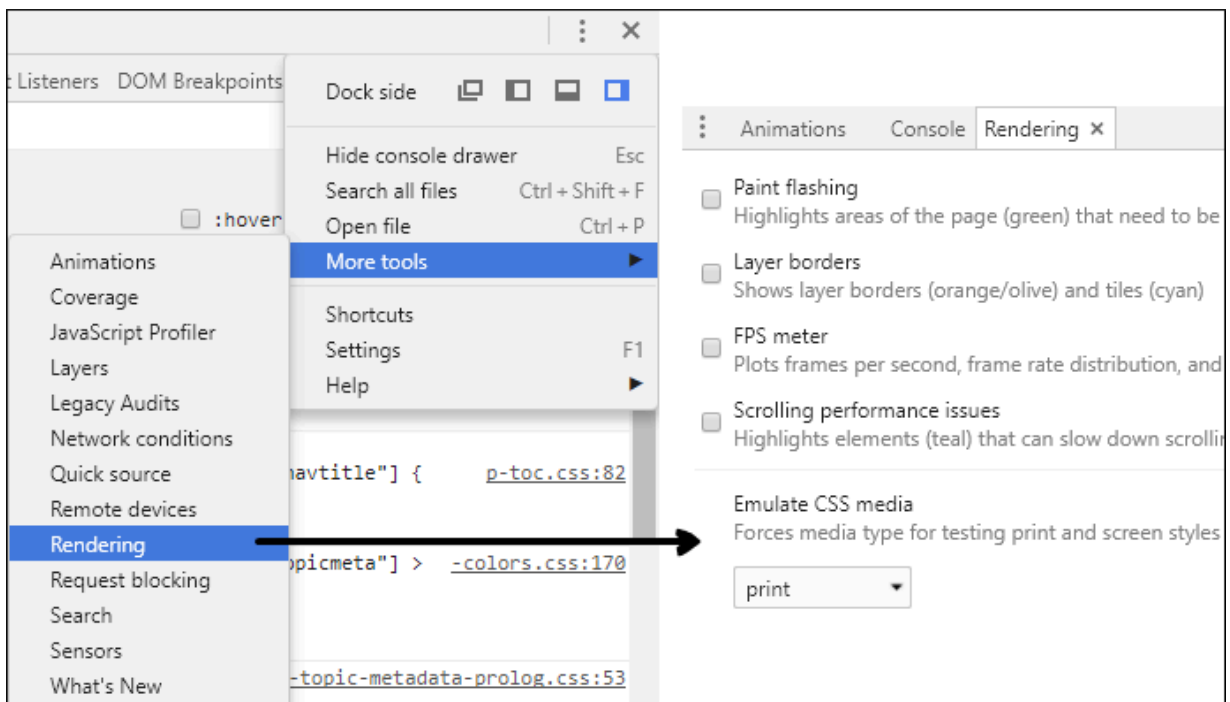 t Listeners DOM Breakpoints
:hover
Dock side
Hide console drawer Esc
Search all files Ctrl + Shift + F
Open file Ctrl + P
More tools
Shortcuts
Settings F1
Help
Animations
Coverage
JavaScript Profiler
Layers
Legacy Audits
Network conditions
Quick source
Remote devices
Rendering
Request blocking
Search
Sensors
What's New
navtitle"] { p-toc.css:82
opicmeta"] > -colors.css:170
-topic-metadata-prolog.css:53
Animations Console Rendering ×
Paint flashing
Highlights areas of the page (green) that need to be
Layer borders
Shows layer borders (orange/olive) and tiles (cyan)
FPS meter
Plots frames per second, frame rate distribution, and
Scrolling performance issues
Highlights elements (teal) that can slow down scrollin
Emulate CSS media
Forces media type for testing print and screen styles
print